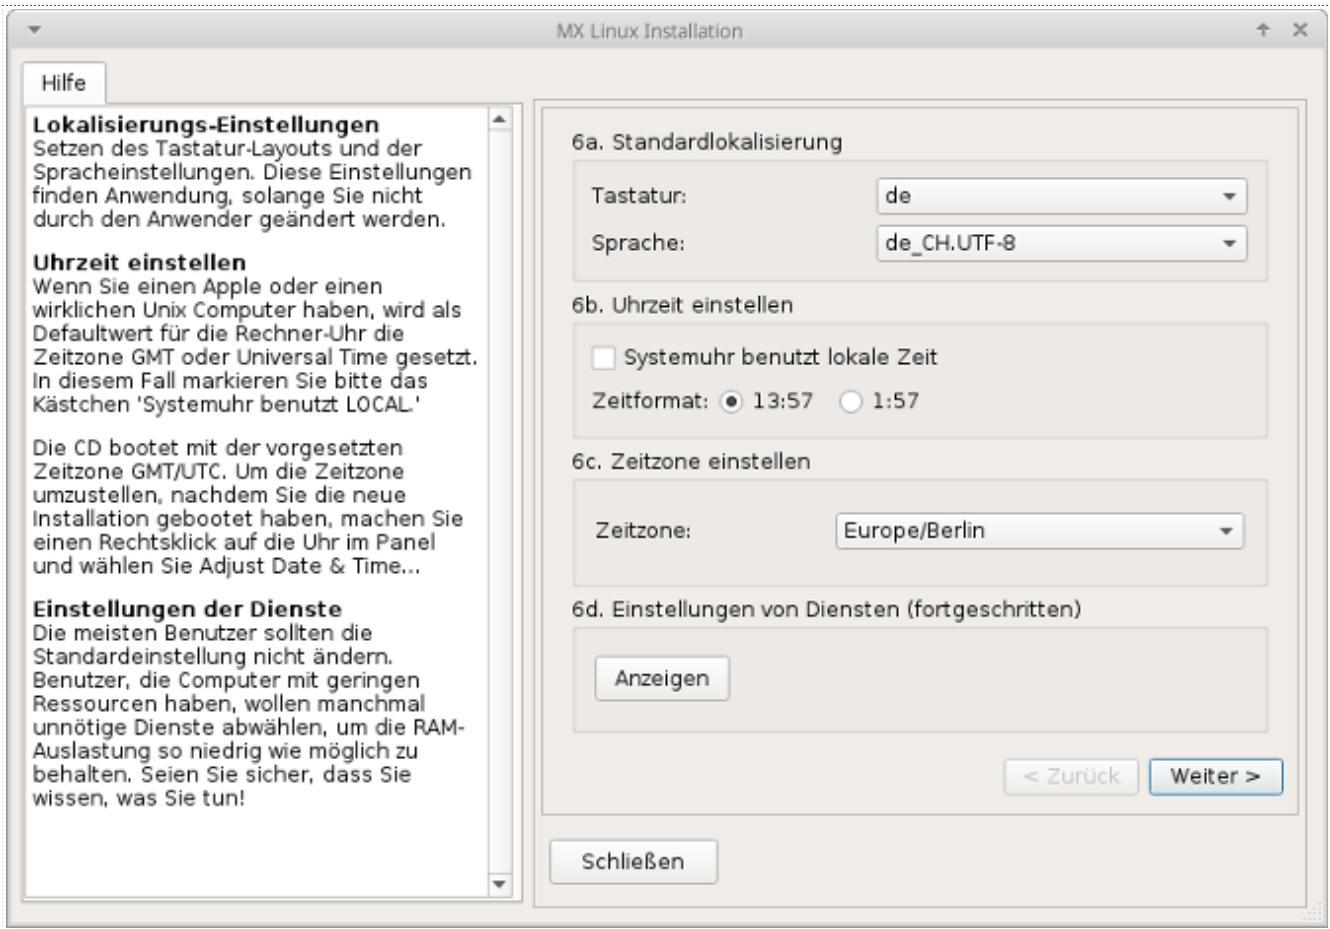 MX Linux Installation
Hilfe
Lokalisierungs-Einstellungen
Setzen des Tastatur-Layouts und der
Spracheinstellungen. Diese Einstellungen
finden Anwendung, solange Sie nicht
durch den Anwender geändert werden.
Uhrzeit einstellen
Wenn Sie einen Apple oder einen
wirklichen Unix Computer haben, wird als
Defaultwert für die Rechner-Uhr die
Zeitzone GMT oder Universal Time gesetzt.
In diesem Fall markieren Sie bitte das
Kästchen 'Systemuhr benutzt LOCAL.'
Die CD bootet mit der vorgesetzten
Zeitzone GMT/UTC. Um die Zeitzone
umzustellen, nachdem Sie die neue
Installation gebootet haben, machen Sie
einen Rechtsklick auf die Uhr im Panel
und wählen Sie Adjust Date & Time...
Einstellungen der Dienste
Die meisten Benutzer sollten die
Standardeinstellung nicht ändern.
Benutzer, die Computer mit geringen
Ressourcen haben, wollen manchmal
unnötige Dienste abwählen, um die RAM-
Auslastung so niedrig wie möglich zu
behalten. Seien Sie sicher, dass Sie
wissen, was Sie tun!
6a. Standardlokalisierung
Tastatur: de
Sprache: de_CH.UTF-8
6b. Uhrzeit einstellen
Systemuhr benutzt lokale Zeit
Zeitformat: 13:57 1:57
6c. Zeitzone einstellen
Zeitzone: Europe/Berlin
6d. Einstellungen von Diensten (fortgeschritten)
Anzeigen
< Zurück Weiter >
Schließen